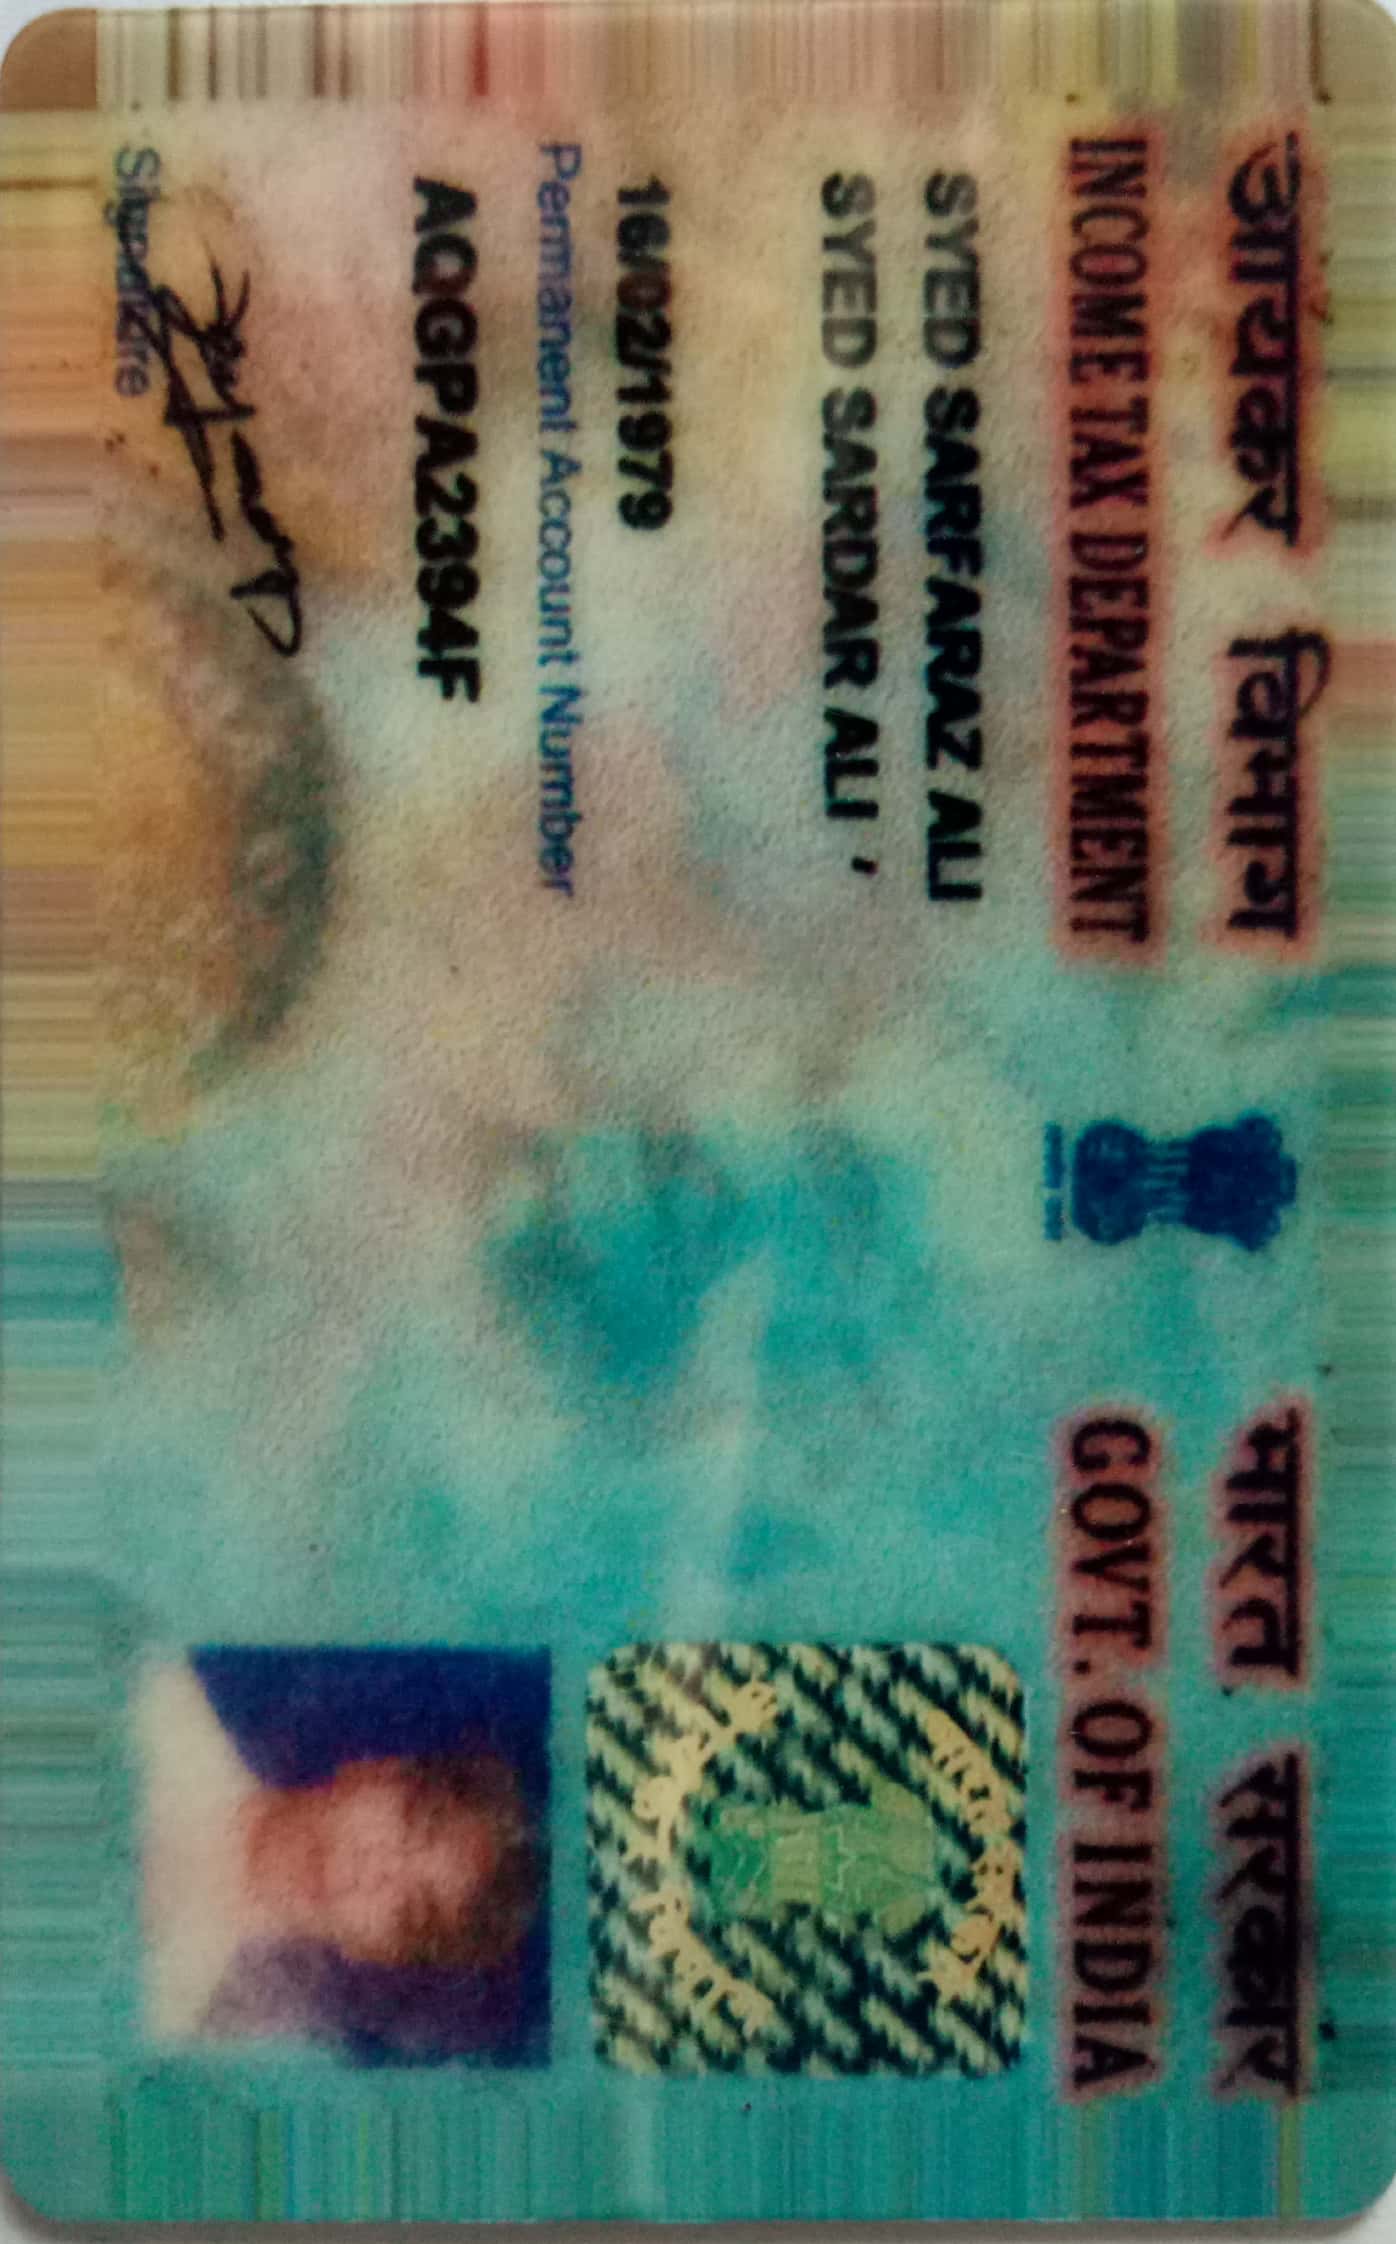 आयकर विभाग
भारत सरकार
INCOME TAX DEPARTMENT
GOVT. OF INDIA
SYED SARFARAZ ALI
SYED SARDAR ALI '
16/02/1979
Permanent Account Number
AQGPA2394F
Signature